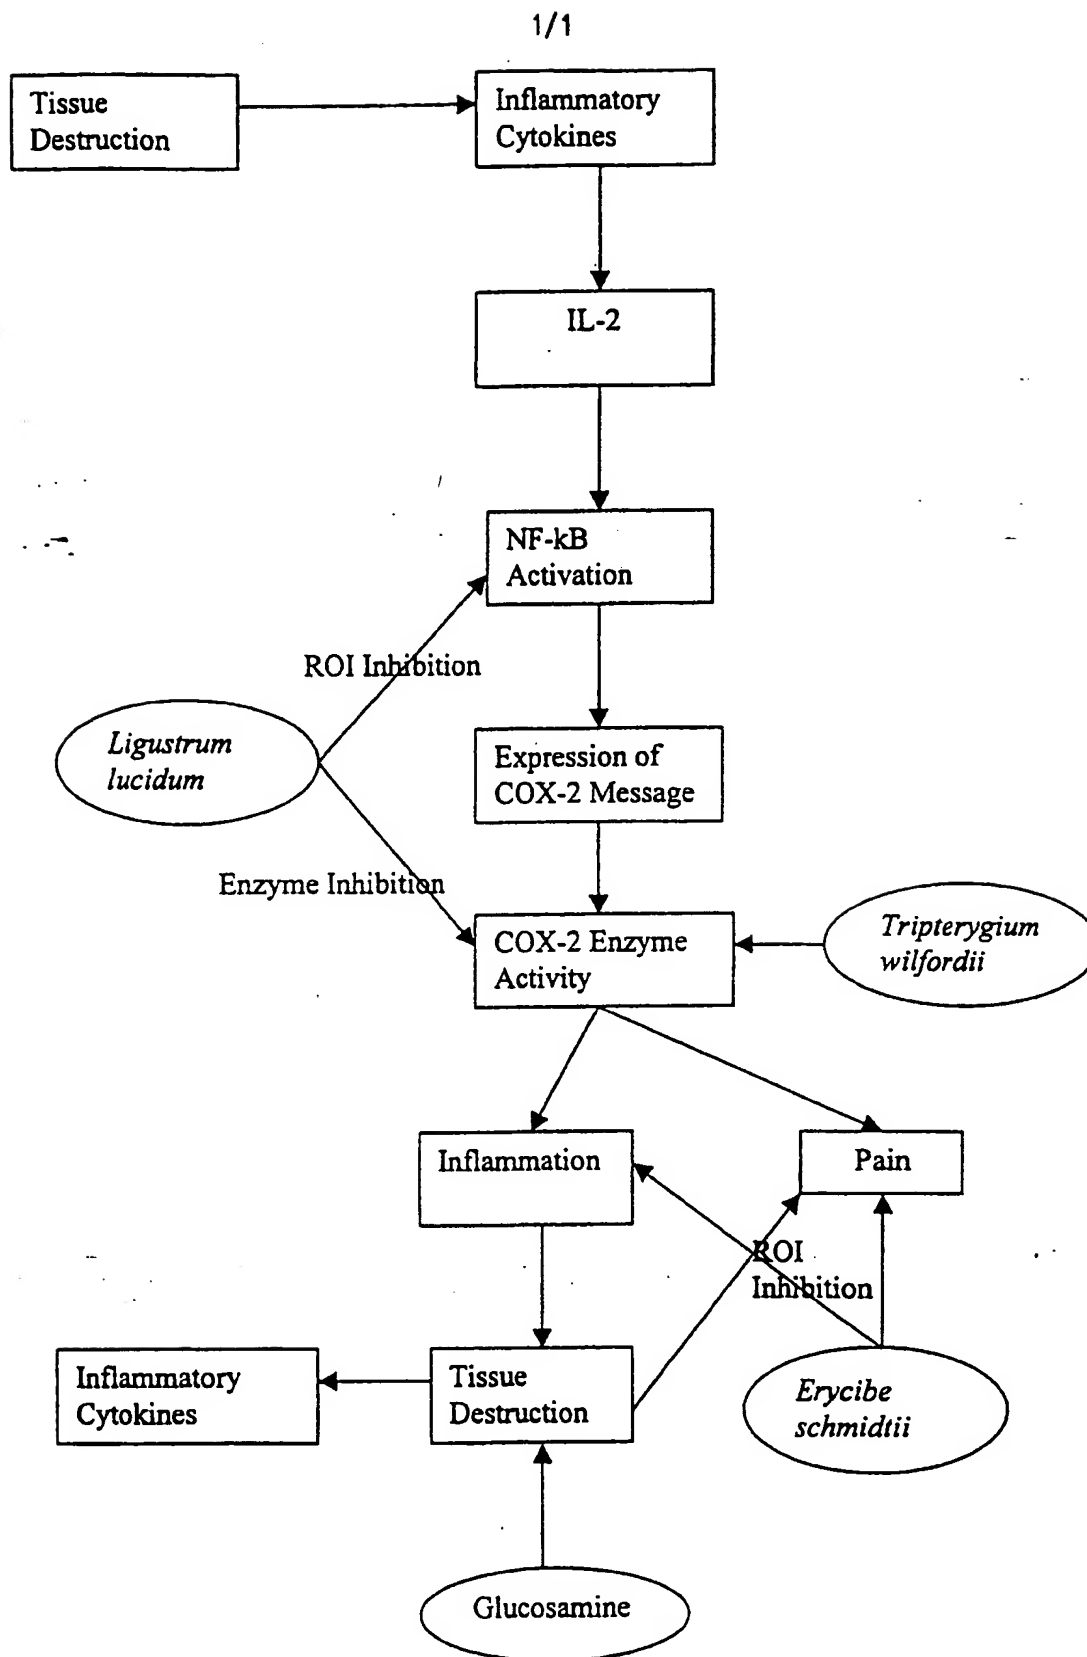 1/1
Tissue
Destruction
Inflammatory
Cytokines
IL-2
NF-kB
Activation
ROI Inhibition
Ligustrum
lucidum
Expression of
COX-2 Message
Enzyme Inhibition
COX-2 Enzyme
Activity
Tripterygium
wilfordii
Inflammation
Pain
ROI
Inhibition
Inflammatory
Cytokines
Tissue
Destruction
Erycibe
schmidtii
Glucosamine